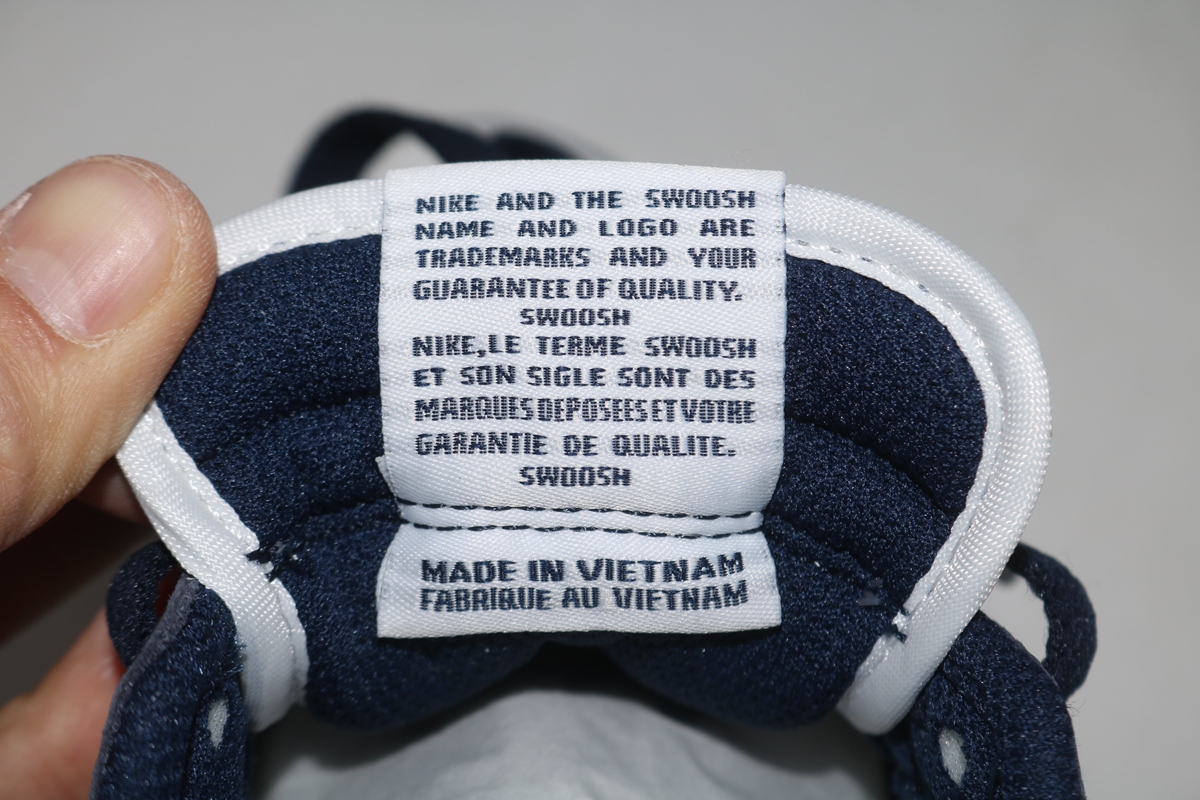 NIKE AND THE SWOOSH
NAME AND LOGO ARE
TRADEMARKS AND YOUR
GUARANTEE OF QUALITY.
SWOOSH
NIKE,LE TERME SWOOSH
ET SON SIGLE SONT DES
MARQUES DEPOSEES ET VOTRE
GARANTIE DE QUALITE.
SWOOSH
MADE IN VIETNAM
FABRIQUE AU VIETNAM